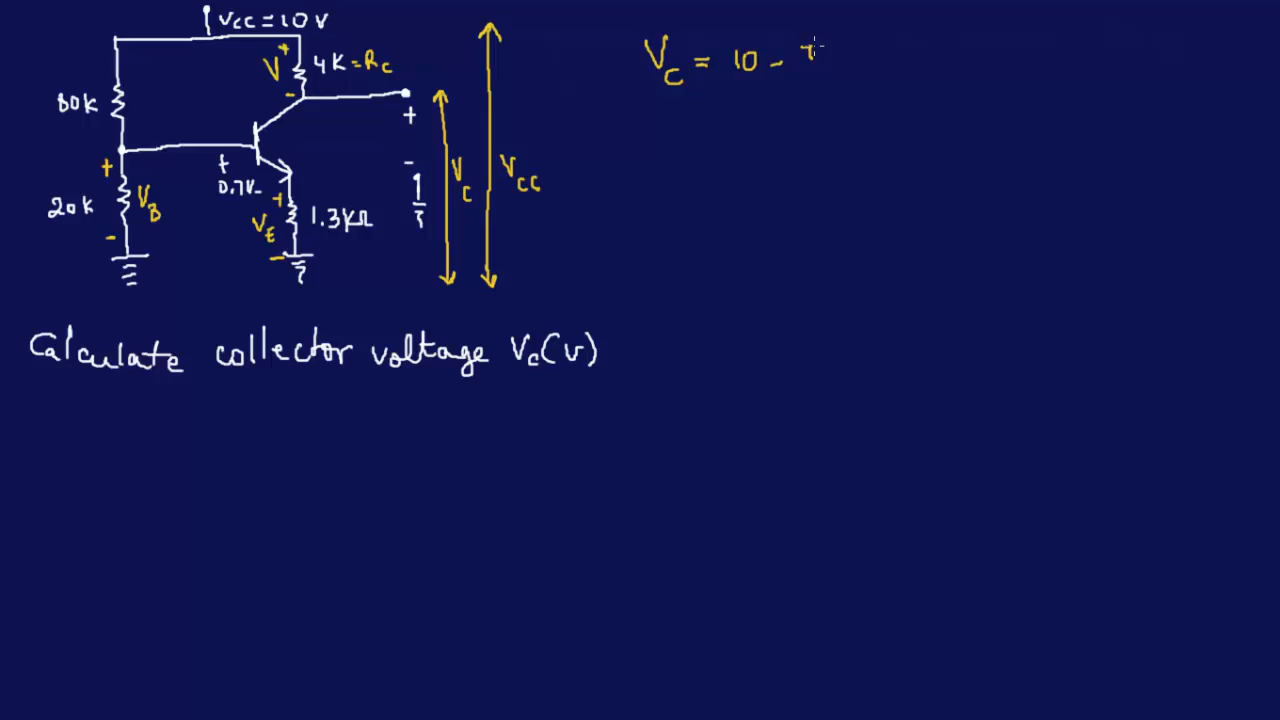 VCC = 10V
V + - 4K = RC
80K
+ VB -
20K
+ 0.7V-
+ VE -
1.3KΩ
+ -
VC
VCC
VC = 10 -
Calculate collector voltage Vc(v)